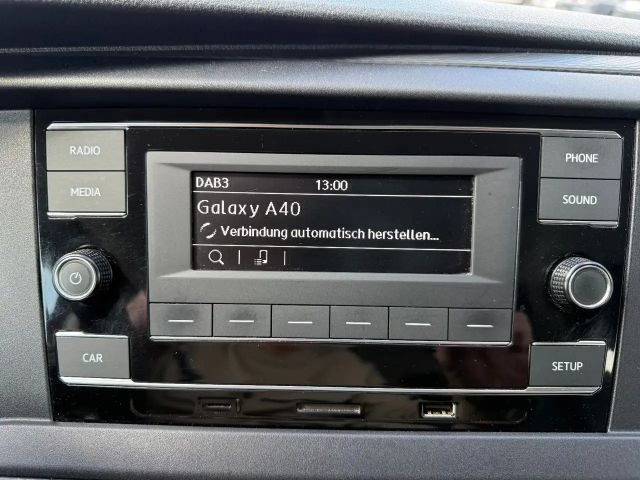 RADIO
MEDIA
DAB3 13:00
Galaxy A40
Verbindung automatisch herstellen...
PHONE
SOUND
CAR
SETUP